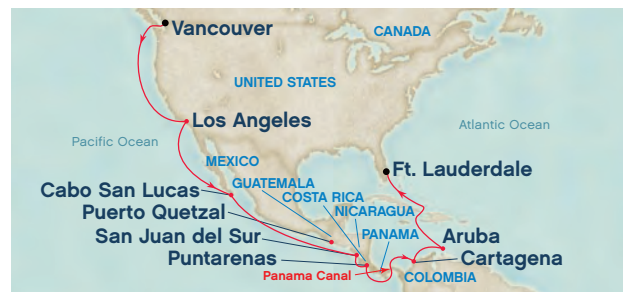 Vancouver
CANADA
UNITED STATES
Los Angeles
Atlantic Ocean
Pacific Ocean
MEXICO
Ft. Lauderdale
GUATEMALA
Cabo San Lucas
COSTA RICA
Puerto Quetzal
NICARAGUA
PANAMA
San Juan del Sur
Aruba
Puntarenas
Cartagena
Panama Canal
COLOMBIA